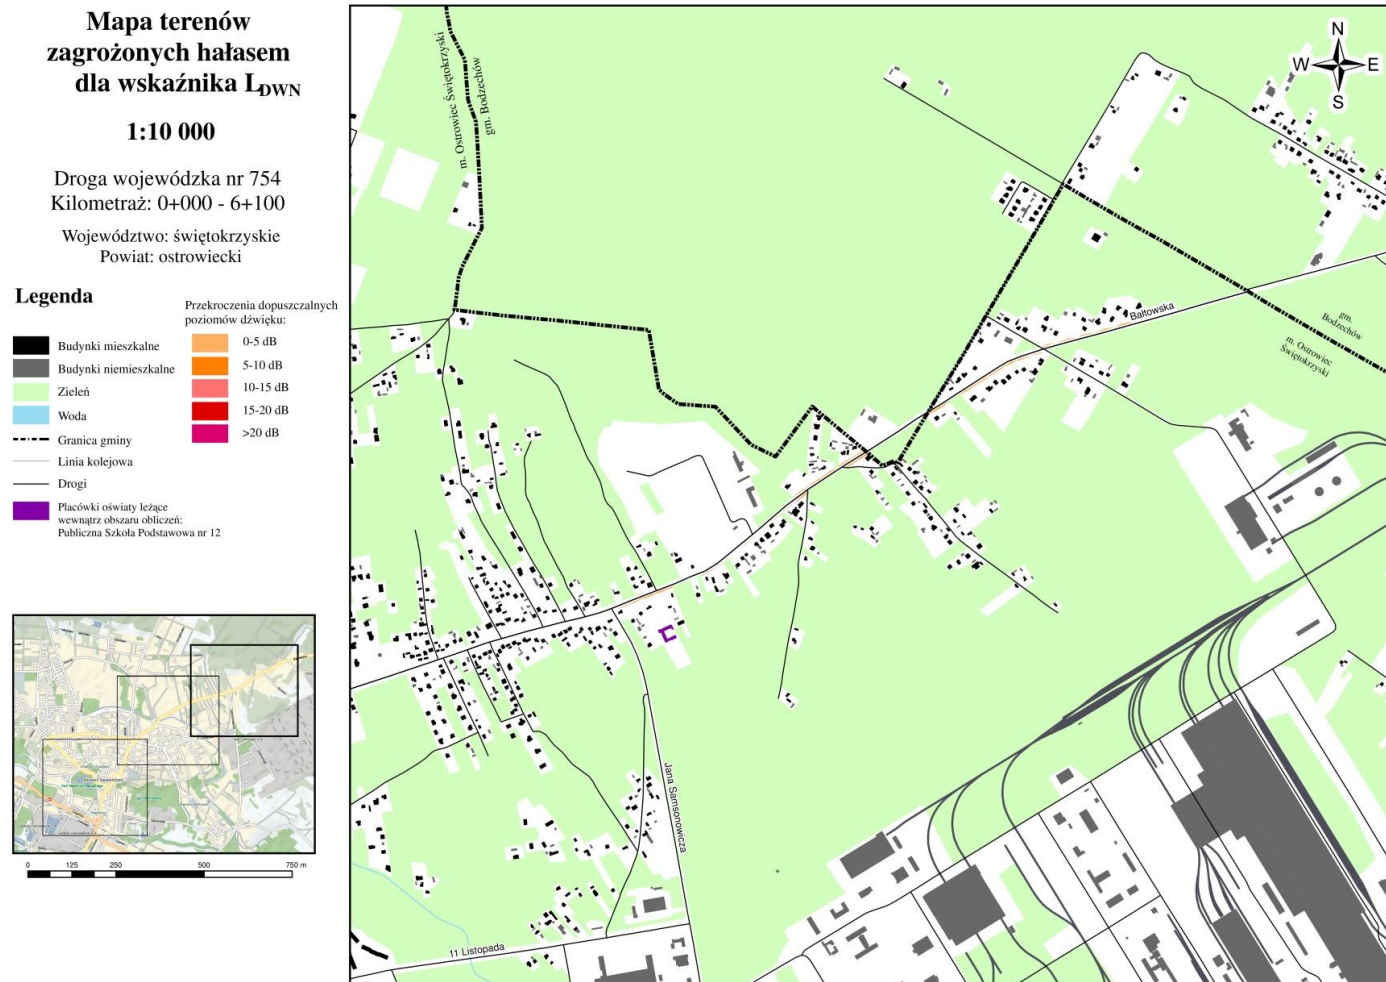 Mapa terenów
zagrożonych hałasem
dla wskaźnika LDWN
1:10 000
Droga wojewódzka nr 754
Kilometraż: 0+000 - 6+100
Województwo: świętokrzyskie
Powiat: ostrowiecki
Legenda
Budynki mieszkalne
Budynki niemieszkalne
Zieleń
Woda
Granica gminy
Linia kolejowa
Drogi
Placówki oświaty leżące
wewnątrz obszaru obliczeń:
Publiczna Szkoła Podstawowa nr 12
Przekroczenia dopuszczalnych
poziomów dźwięku:
0-5 dB
5-10 dB
10-15 dB
15-20 dB
>20 dB
0 125 250 500 750 m
m. Ostrowiec Świętokrzyski
gm. Bodzechów
N
W E
S
Bałtowska
gm.
Bodzechów
m. Ostrowiec
Świętokrzyski
Jana Samsonowicza
11 Listopada